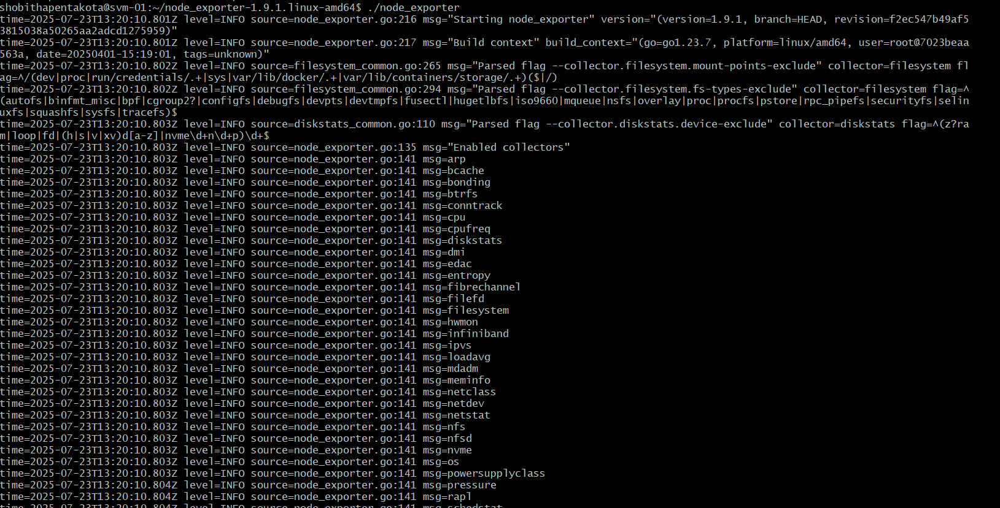 shobithapentakota@svm-01:~/node_exporter-1.9.1.linux-amd64$ ./node_exporter
time=2025-07-23T13:20:10.801Z level=INFO source=node_exporter.go:216 msg="Starting node_exporter" version="(version=1.9.1, branch=HEAD, revision=f2ec547b49af5
3815038a50265aa2adcd1275959)"
time=2025-07-23T13:20:10.801Z level=INFO source=node_exporter.go:217 msg="Build context" build_context="(go=go1.23.7, platform=linux/amd64, user=root@7023beaa
563a, date=20250401-15:19:01, tags=unknown)"
time=2025-07-23T13:20:10.802Z level=INFO source=filesystem_common.go:265 msg="Parsed flag --collector.filesystem.mount-points-exclude" collector=filesystem fl
ag=^/(dev|proc|run/credentials/.+|sys|var/lib/docker/.+|var/lib/containers/storage/.+)($|/)
time=2025-07-23T13:20:10.802Z level=INFO source=filesystem_common.go:294 msg="Parsed flag --collector.filesystem.fs-types-exclude" collector=filesystem flag=^
(autofs|binfmt_misc|bpf|cgroup2?|configfs|debugfs|devpts|devtmpfs|fusectl|hugetlbfs|iso9660|mqueue|nsfs|overlay|proc|procfs|pstore|rpc_pipefs|securityfs|selin
uxfs|squashfs|sysfs|tracefs)$
time=2025-07-23T13:20:10.803Z level=INFO source=diskstats_common.go:110 msg="Parsed flag --collector.diskstats.device-exclude" collector=diskstats flag=^(z?ra
m|loop|fd|(h|s|v|xv)d[a-z]|nvme\d+n\d+p)\d+$
time=2025-07-23T13:20:10.803Z level=INFO source=node_exporter.go:135 msg="Enabled collectors"
time=2025-07-23T13:20:10.803Z level=INFO source=node_exporter.go:141 msg=arp
time=2025-07-23T13:20:10.803Z level=INFO source=node_exporter.go:141 msg=bcache
time=2025-07-23T13:20:10.803Z level=INFO source=node_exporter.go:141 msg=bonding
time=2025-07-23T13:20:10.803Z level=INFO source=node_exporter.go:141 msg=btrfs
time=2025-07-23T13:20:10.803Z level=INFO source=node_exporter.go:141 msg=conntrack
time=2025-07-23T13:20:10.803Z level=INFO source=node_exporter.go:141 msg=cpu
time=2025-07-23T13:20:10.803Z level=INFO source=node_exporter.go:141 msg=cpufreq
time=2025-07-23T13:20:10.803Z level=INFO source=node_exporter.go:141 msg=diskstats
time=2025-07-23T13:20:10.803Z level=INFO source=node_exporter.go:141 msg=dmi
time=2025-07-23T13:20:10.803Z level=INFO source=node_exporter.go:141 msg=edac
time=2025-07-23T13:20:10.803Z level=INFO source=node_exporter.go:141 msg=entropy
time=2025-07-23T13:20:10.803Z level=INFO source=node_exporter.go:141 msg=fibrechannel
time=2025-07-23T13:20:10.803Z level=INFO source=node_exporter.go:141 msg=filefd
time=2025-07-23T13:20:10.803Z level=INFO source=node_exporter.go:141 msg=filesystem
time=2025-07-23T13:20:10.803Z level=INFO source=node_exporter.go:141 msg=hwmon
time=2025-07-23T13:20:10.803Z level=INFO source=node_exporter.go:141 msg=infiniband
time=2025-07-23T13:20:10.803Z level=INFO source=node_exporter.go:141 msg=ipvs
time=2025-07-23T13:20:10.803Z level=INFO source=node_exporter.go:141 msg=loadavg
time=2025-07-23T13:20:10.803Z level=INFO source=node_exporter.go:141 msg=mdadm
time=2025-07-23T13:20:10.803Z level=INFO source=node_exporter.go:141 msg=meminfo
time=2025-07-23T13:20:10.803Z level=INFO source=node_exporter.go:141 msg=netclass
time=2025-07-23T13:20:10.803Z level=INFO source=node_exporter.go:141 msg=netdev
time=2025-07-23T13:20:10.803Z level=INFO source=node_exporter.go:141 msg=netstat
time=2025-07-23T13:20:10.803Z level=INFO source=node_exporter.go:141 msg=nfs
time=2025-07-23T13:20:10.803Z level=INFO source=node_exporter.go:141 msg=nfsd
time=2025-07-23T13:20:10.803Z level=INFO source=node_exporter.go:141 msg=nvme
time=2025-07-23T13:20:10.803Z level=INFO source=node_exporter.go:141 msg=os
time=2025-07-23T13:20:10.803Z level=INFO source=node_exporter.go:141 msg=powersupplyclass
time=2025-07-23T13:20:10.804Z level=INFO source=node_exporter.go:141 msg=pressure
time=2025-07-23T13:20:10.804Z level=INFO source=node_exporter.go:141 msg=rapl
time=2025-07-23T13:20:10.804Z level=INFO source=node_exporter.go:141 msg=schedstat